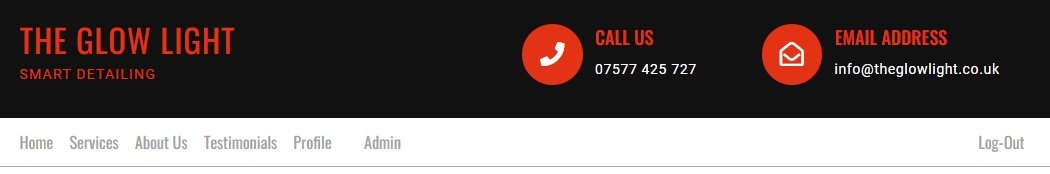 THE GLOW LIGHT
SMART DETAILING
CALL US
07577 425 727
EMAIL ADDRESS
info@theglowlight.co.uk
Home Services About Us Testimonials Profile Admin Log-Out